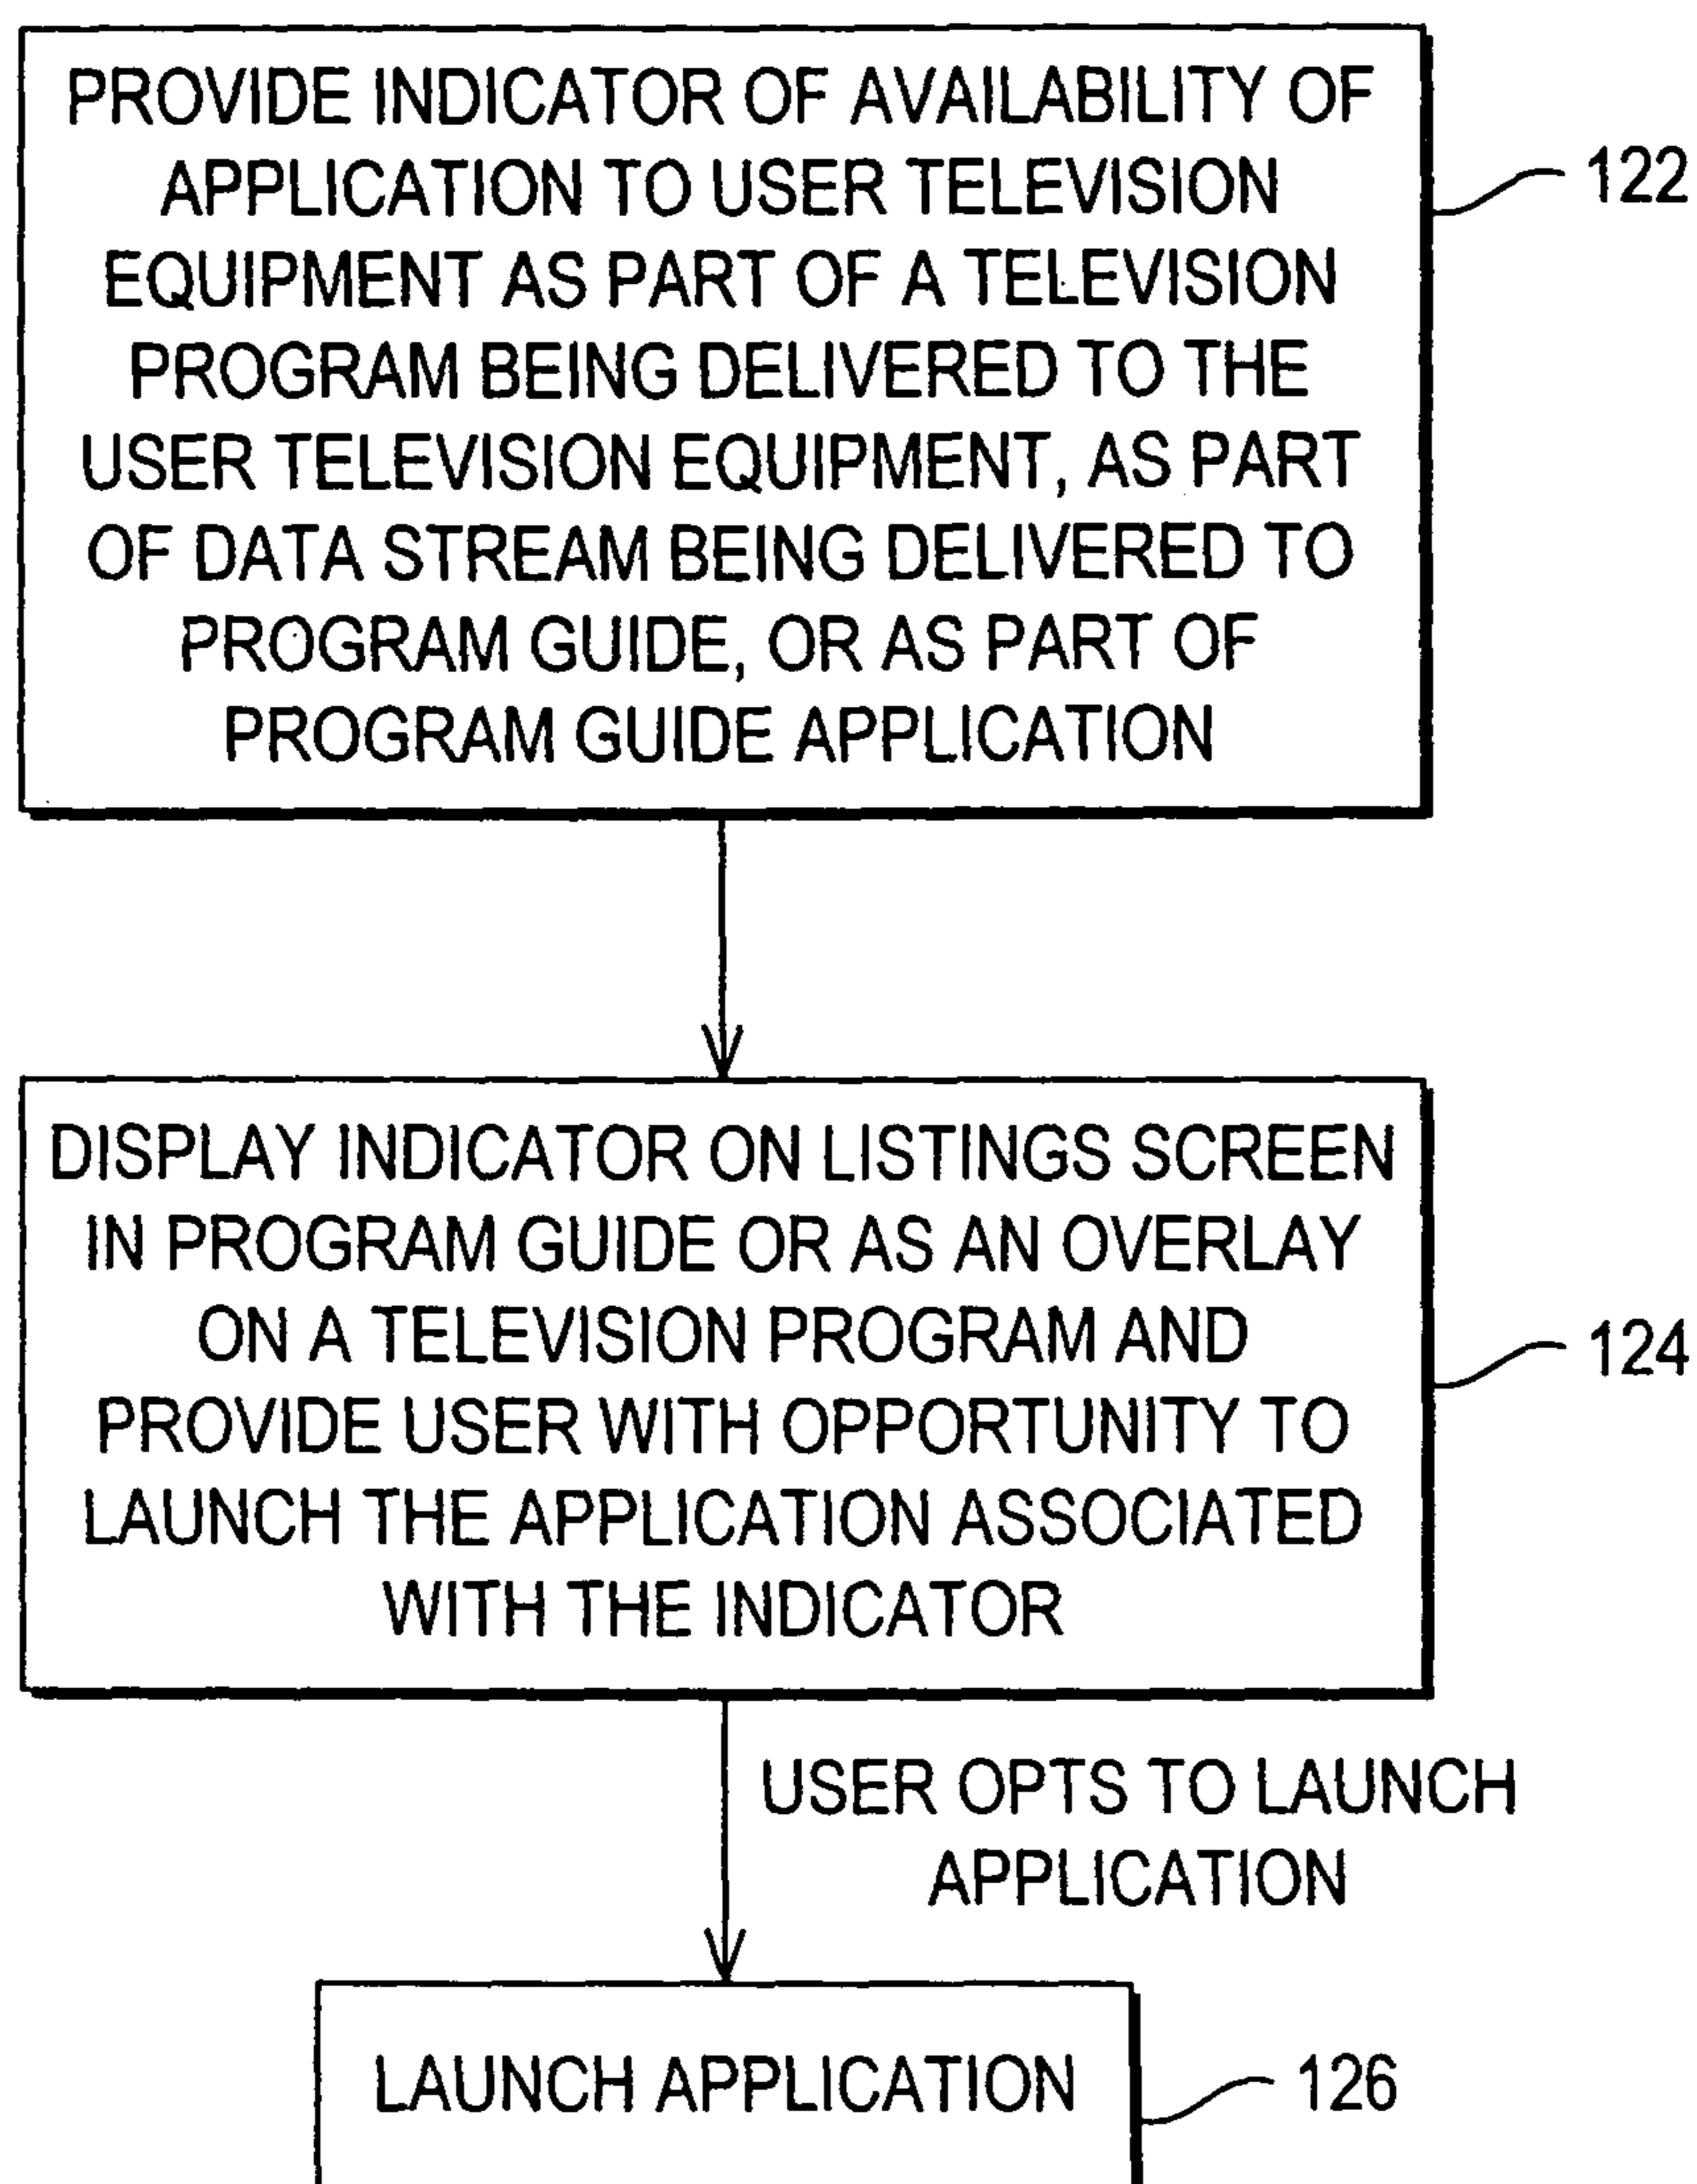 PROVIDE INDICATOR OF AVAILABILITY OF
APPLICATION TO USER TELEVISION
EQUIPMENT AS PART OF A TELEVISION
PROGRAM BEING DELIVERED TO THE
USER TELEVISION EQUIPMENT, AS PART
OF DATA STREAM BEING DELIVERED TO
PROGRAM GUIDE, OR AS PART OF
PROGRAM GUIDE APPLICATION
122
DISPLAY INDICATOR ON LISTINGS SCREEN
IN PROGRAM GUIDE OR AS AN OVERLAY
ON A TELEVISION PROGRAM AND
PROVIDE USER WITH OPPORTUNITY TO
LAUNCH THE APPLICATION ASSOCIATED
WITH THE INDICATOR
124
USER OPTS TO LAUNCH
APPLICATION
LAUNCH APPLICATION
126